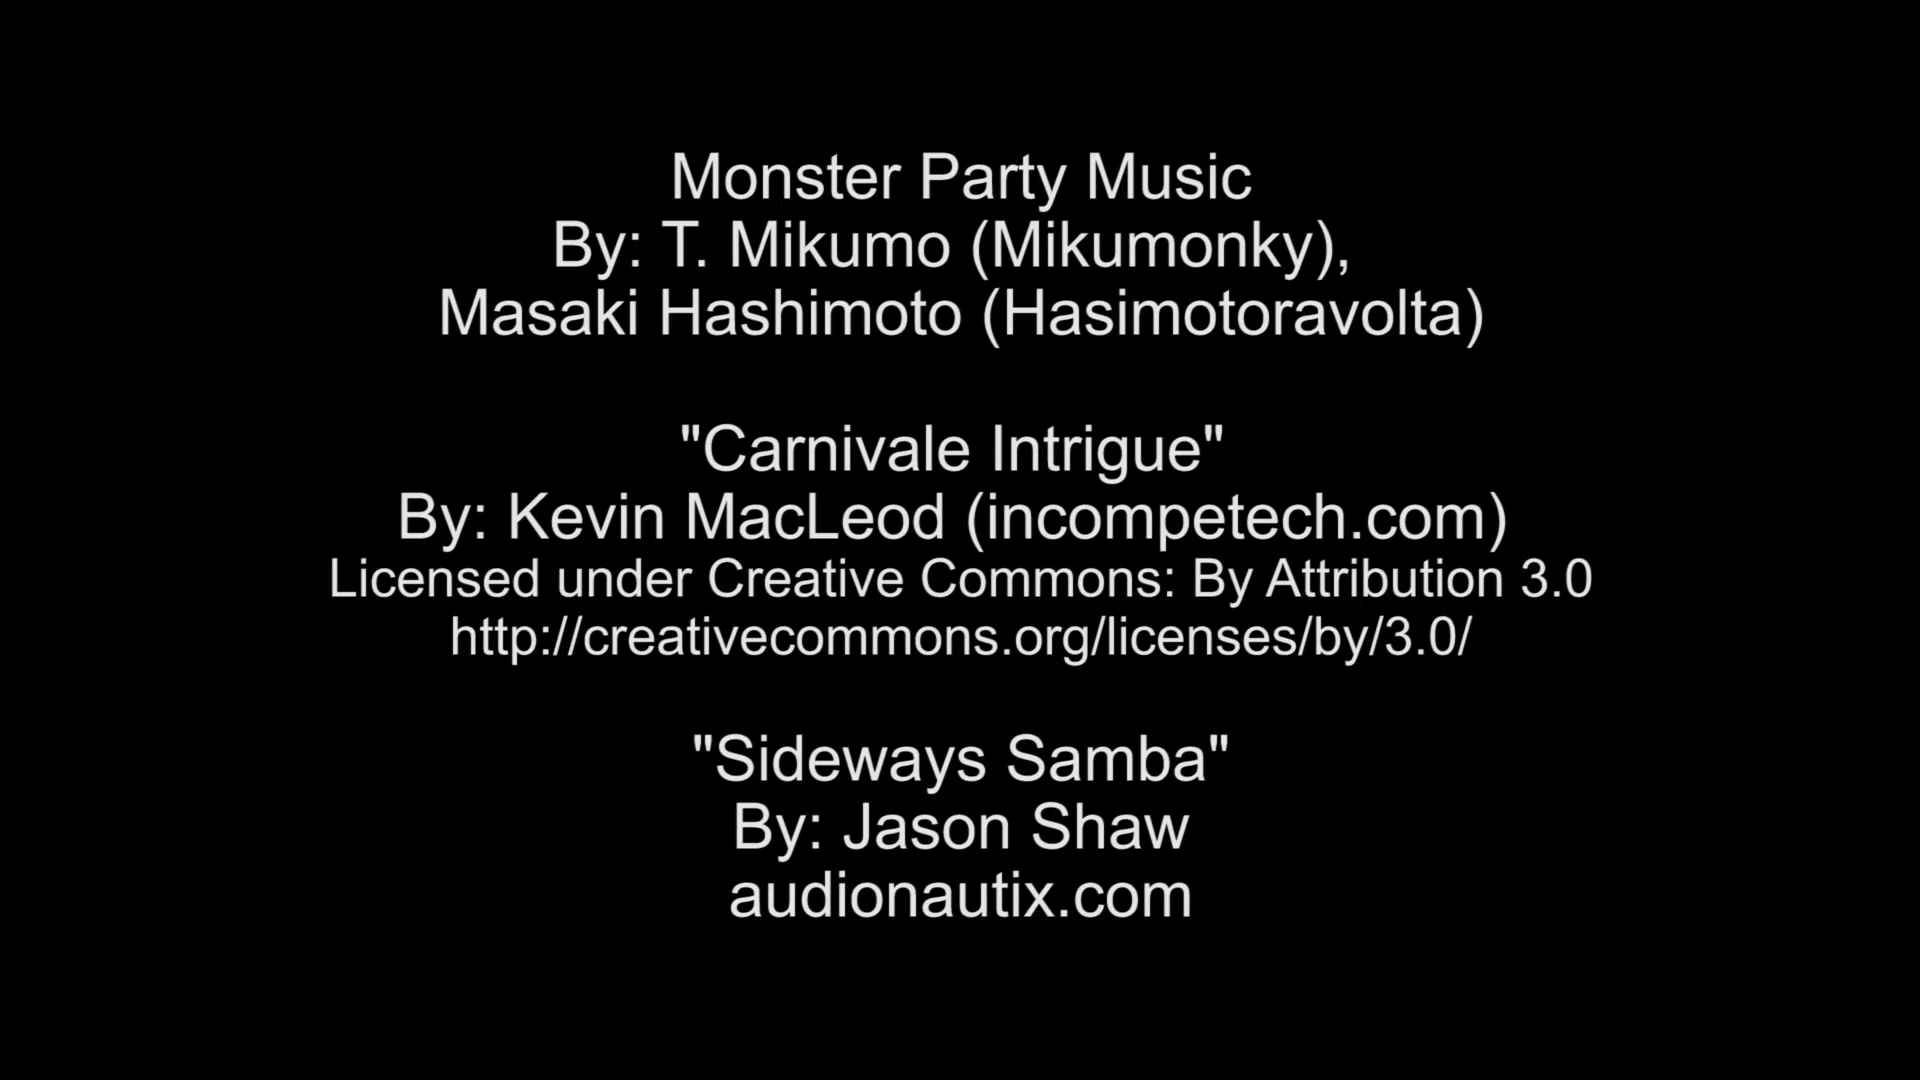 Monster Party Music
By: T. Mikumo (Mikumonky),
Masaki Hashimoto (Hasimotoravolta)
"Carnivale Intrigue"
By: Kevin MacLeod (incompetech.com)
Licensed under Creative Commons: By Attribution 3.0
http://creativecommons.org/licenses/by/3.0/
"Sideways Samba"
By: Jason Shaw
audionautix.com